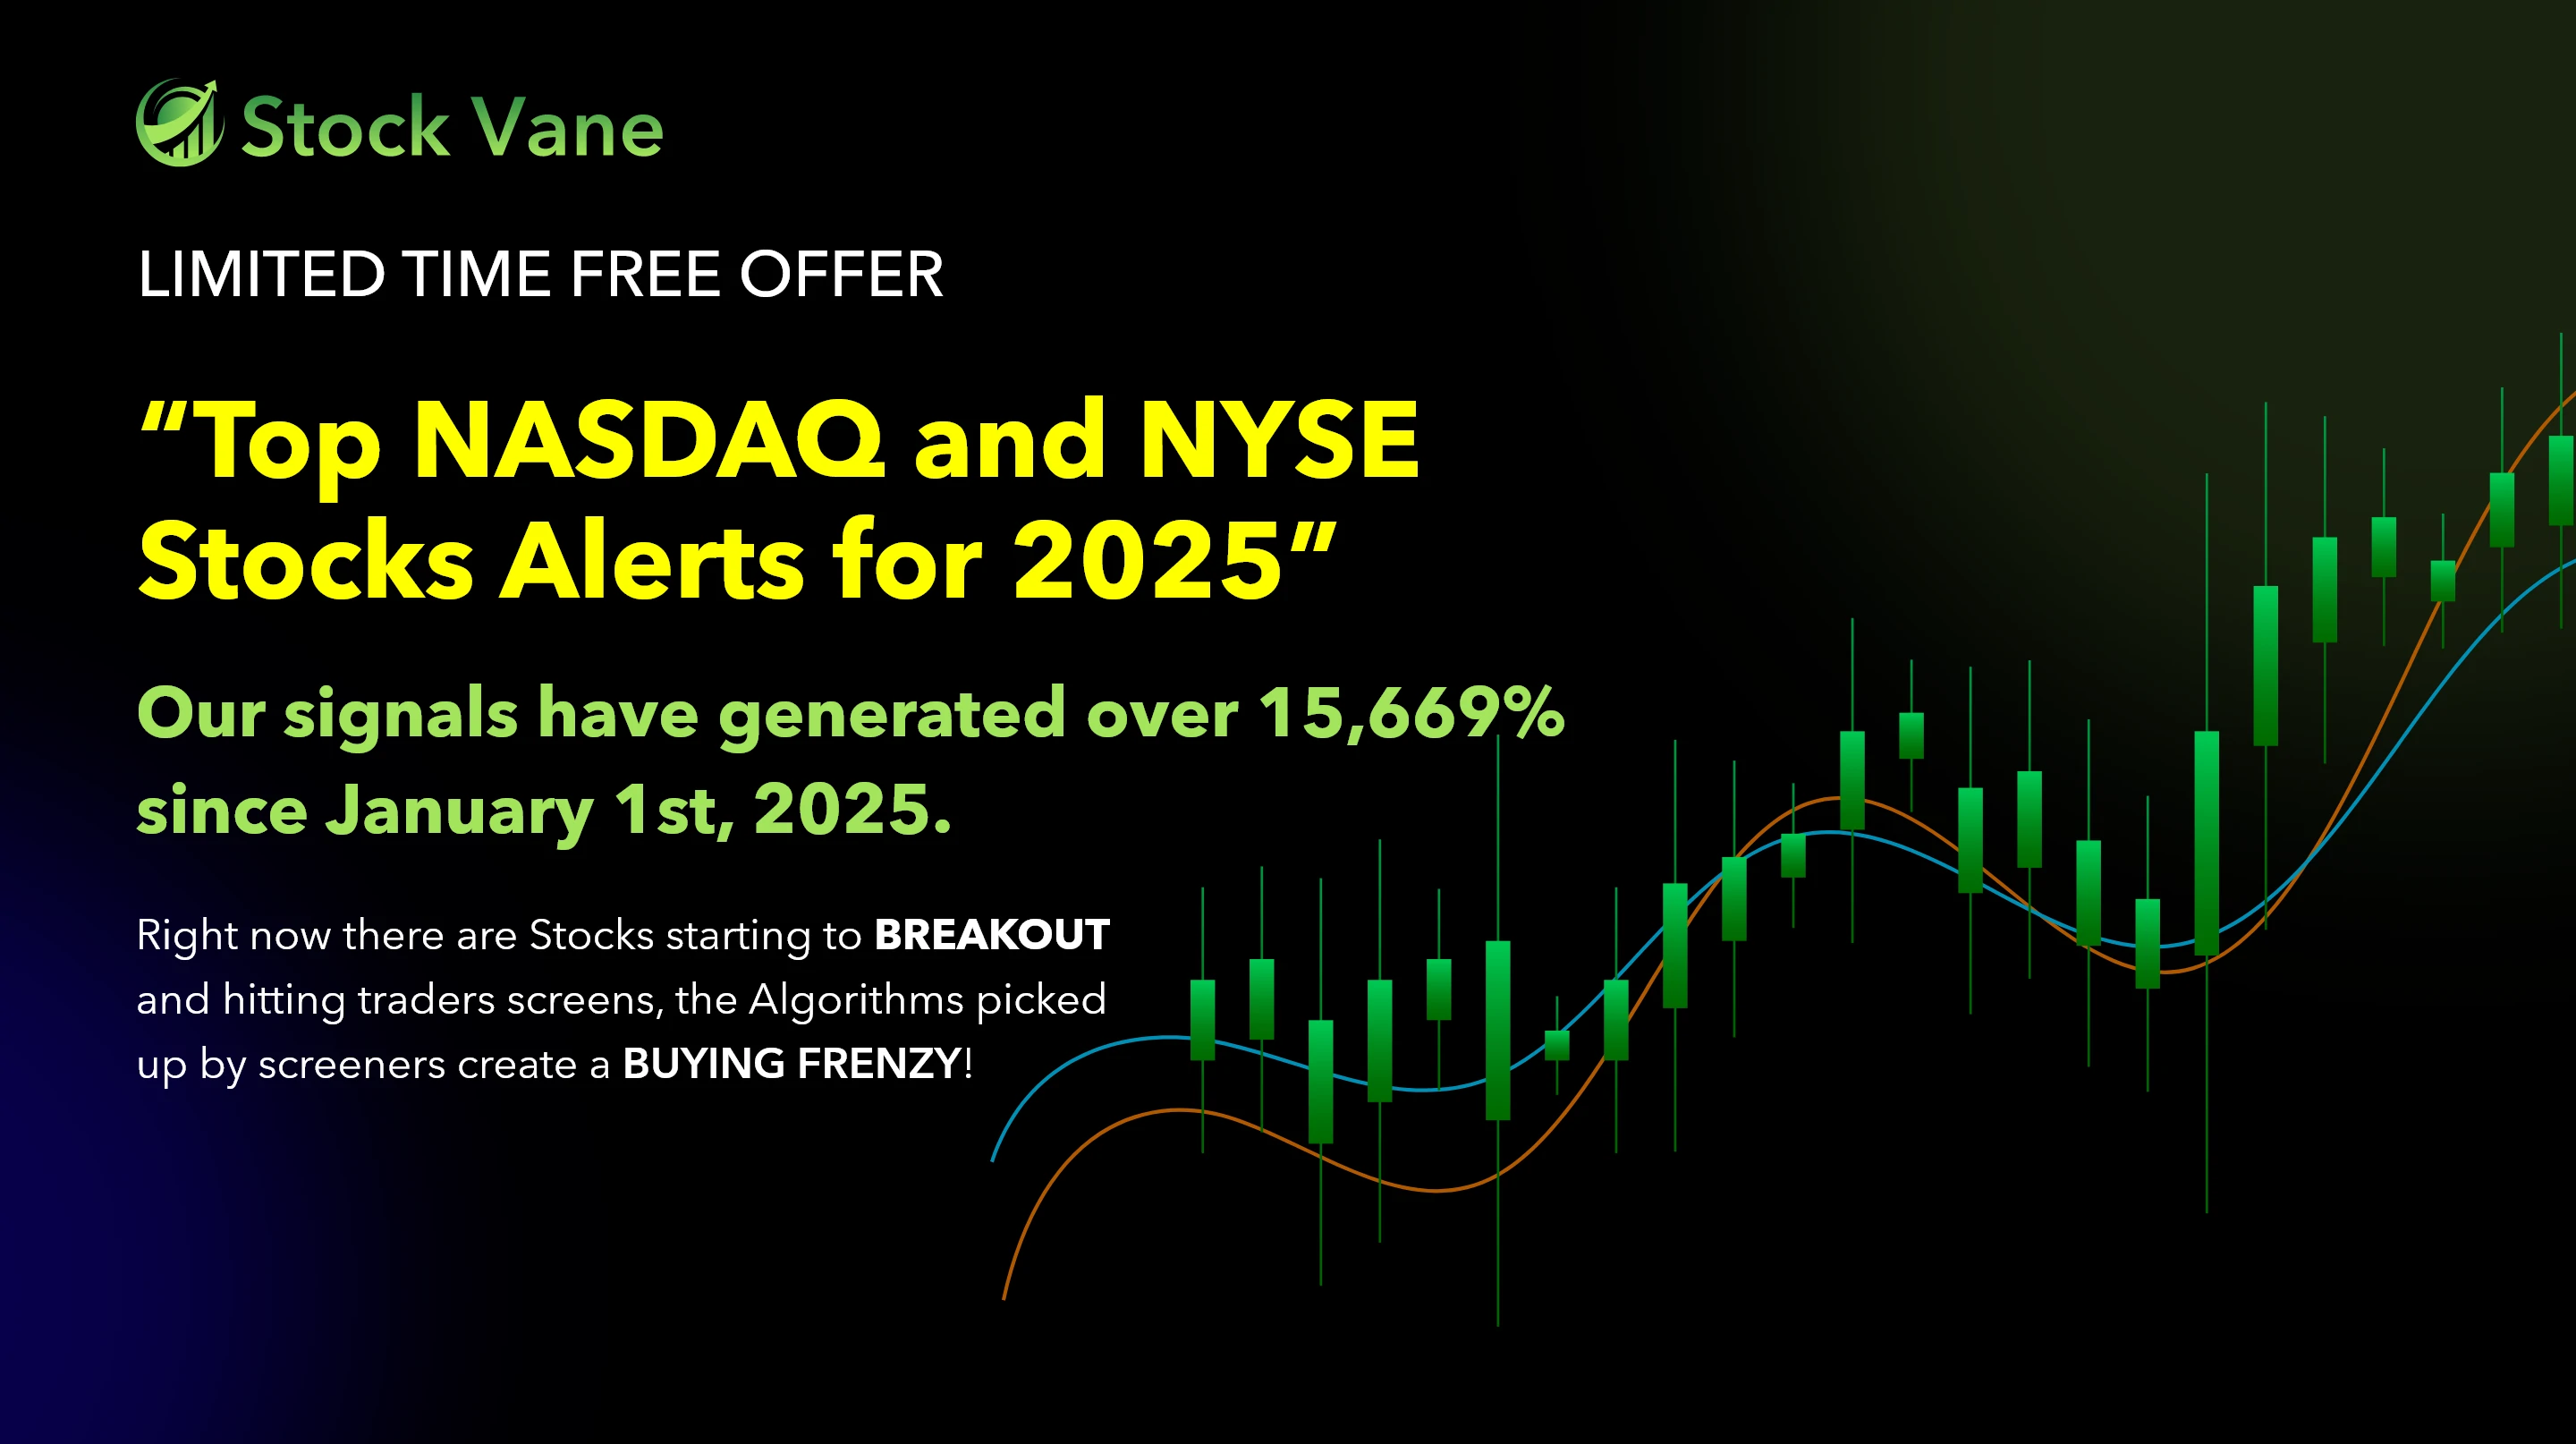 Stock Vane
LIMITED TIME FREE OFFER
“Top NASDAQ and NYSE
Stocks Alerts for 2025”
Our signals have generated over 15,669%
since January 1st, 2025.
Right now there are Stocks starting to BREAKOUT
and hitting traders screens, the Algorithms picked
up by screeners create a BUYING FRENZY!